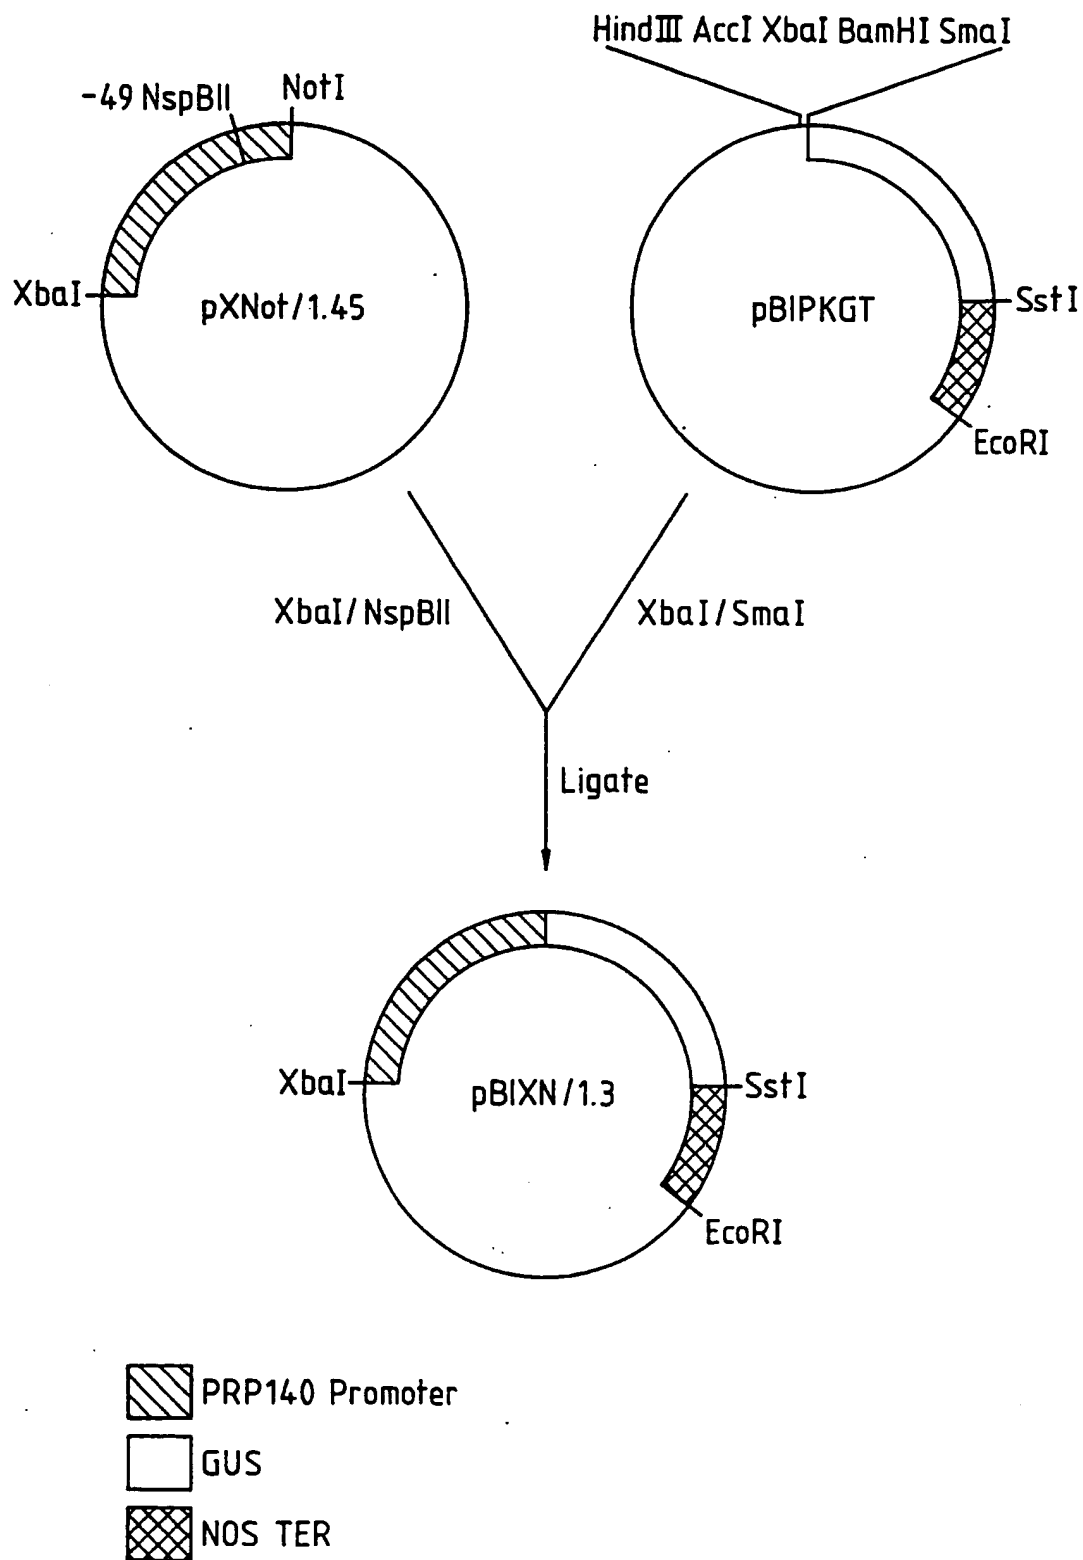 HindIII AccI XbaI BamHI SmaI
-49 NspBII
NotI
XbaI
pXNot/1.45
pBIPKGT
SstI
EcoRI
XbaI/NspBII
XbaI/SmaI
Ligate
XbaI
pBIXN/1.3
SstI
EcoRI
PRP140 Promoter
GUS
NOS TER